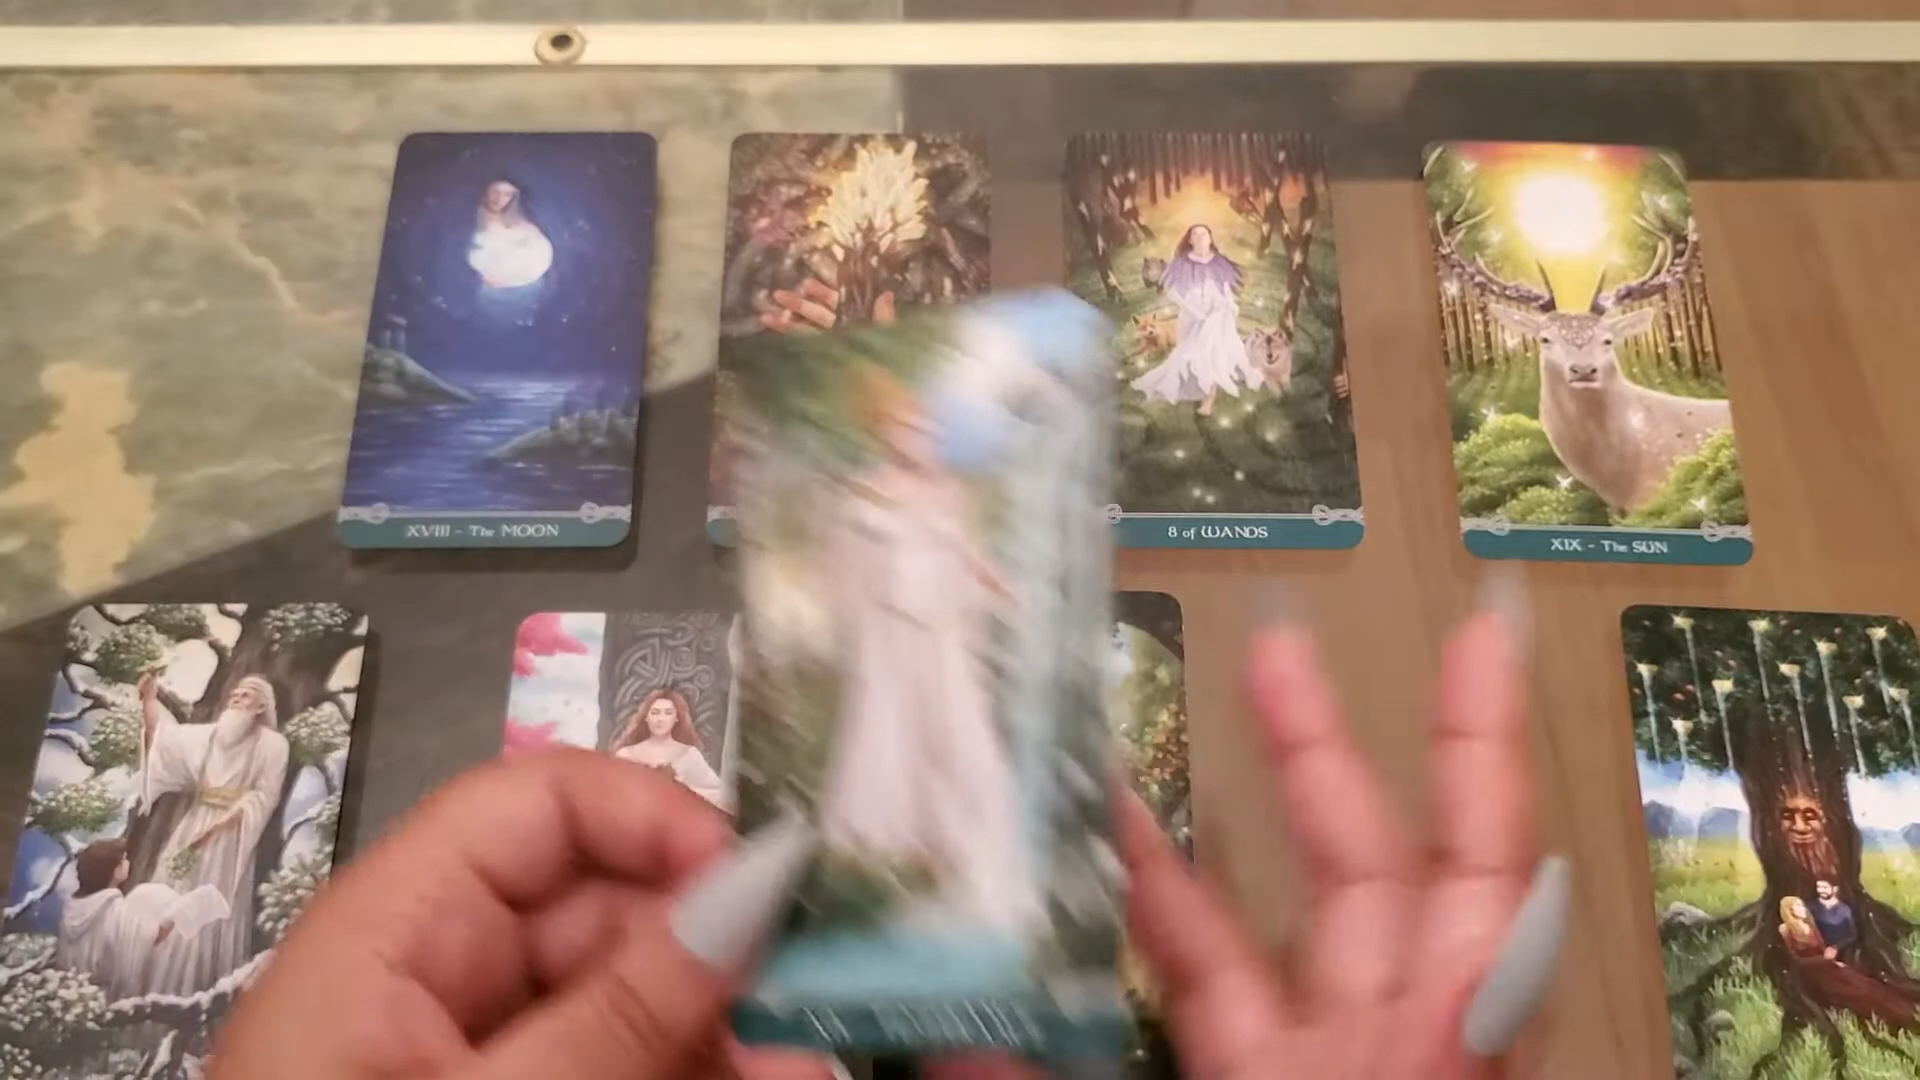 XVIII - The MOON
8 of WANDS
XIX - The SUN